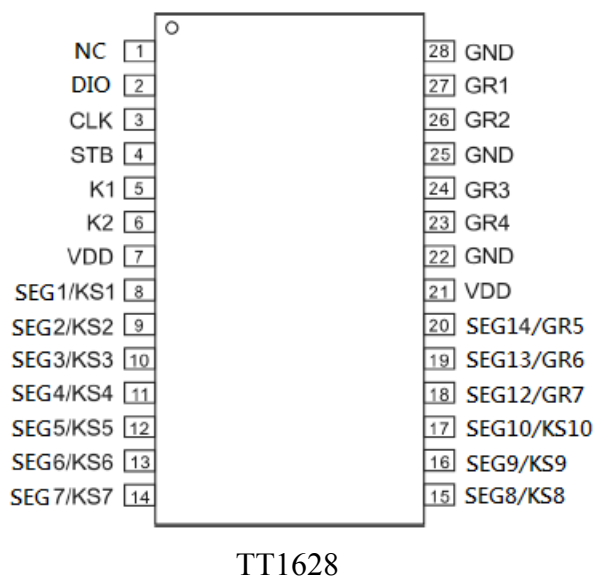 NC 1 28 GND
DIO 2 27 GR1
CLK 3 26 GR2
STB 4 25 GND
K1 5 24 GR3
K2 6 23 GR4
VDD 7 22 GND
SEG1/KS1 8 21 VDD
SEG2/KS2 9 20 SEG14/GR5
SEG3/KS3 10 19 SEG13/GR6
SEG4/KS4 11 18 SEG12/GR7
SEG5/KS5 12 17 SEG10/KS10
SEG6/KS6 13 16 SEG9/KS9
SEG7/KS7 14 15 SEG8/KS8
TT1628